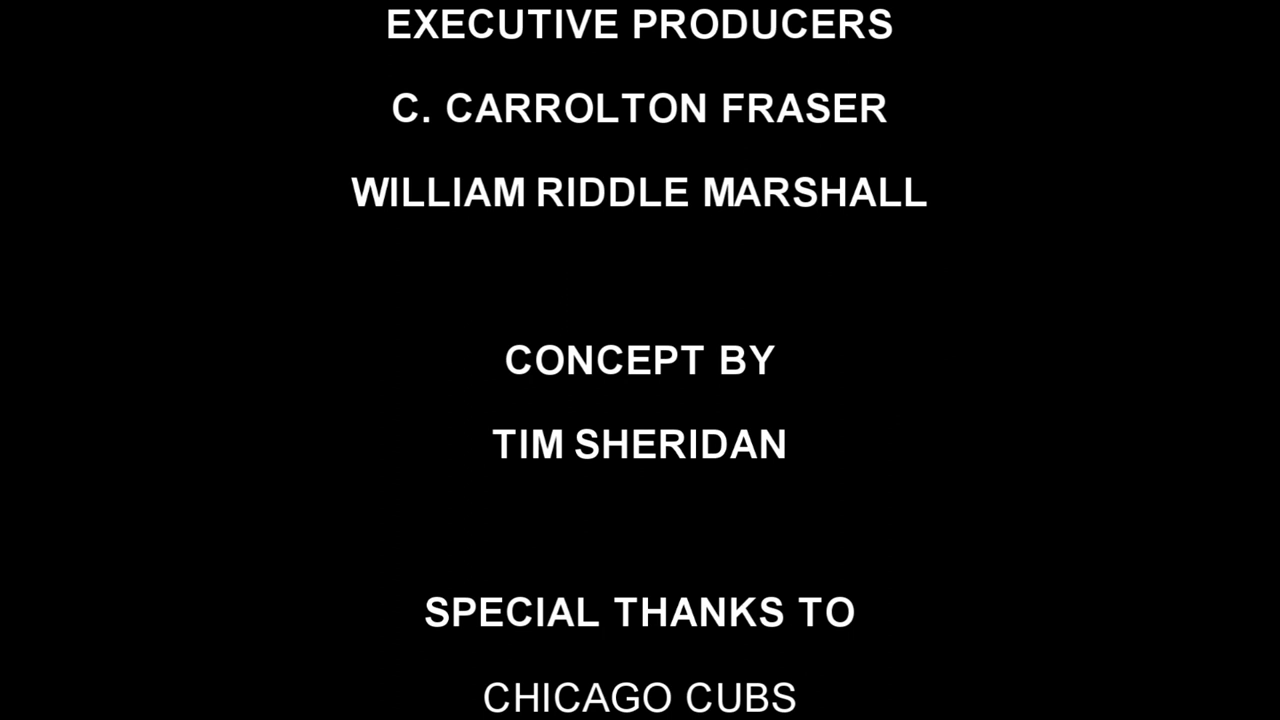 EXECUTIVE PRODUCERS
C. CARROLTON FRASER
WILLIAM RIDDLE MARSHALL
CONCEPT BY
TIM SHERIDAN
SPECIAL THANKS TO
CHICAGO CUBS